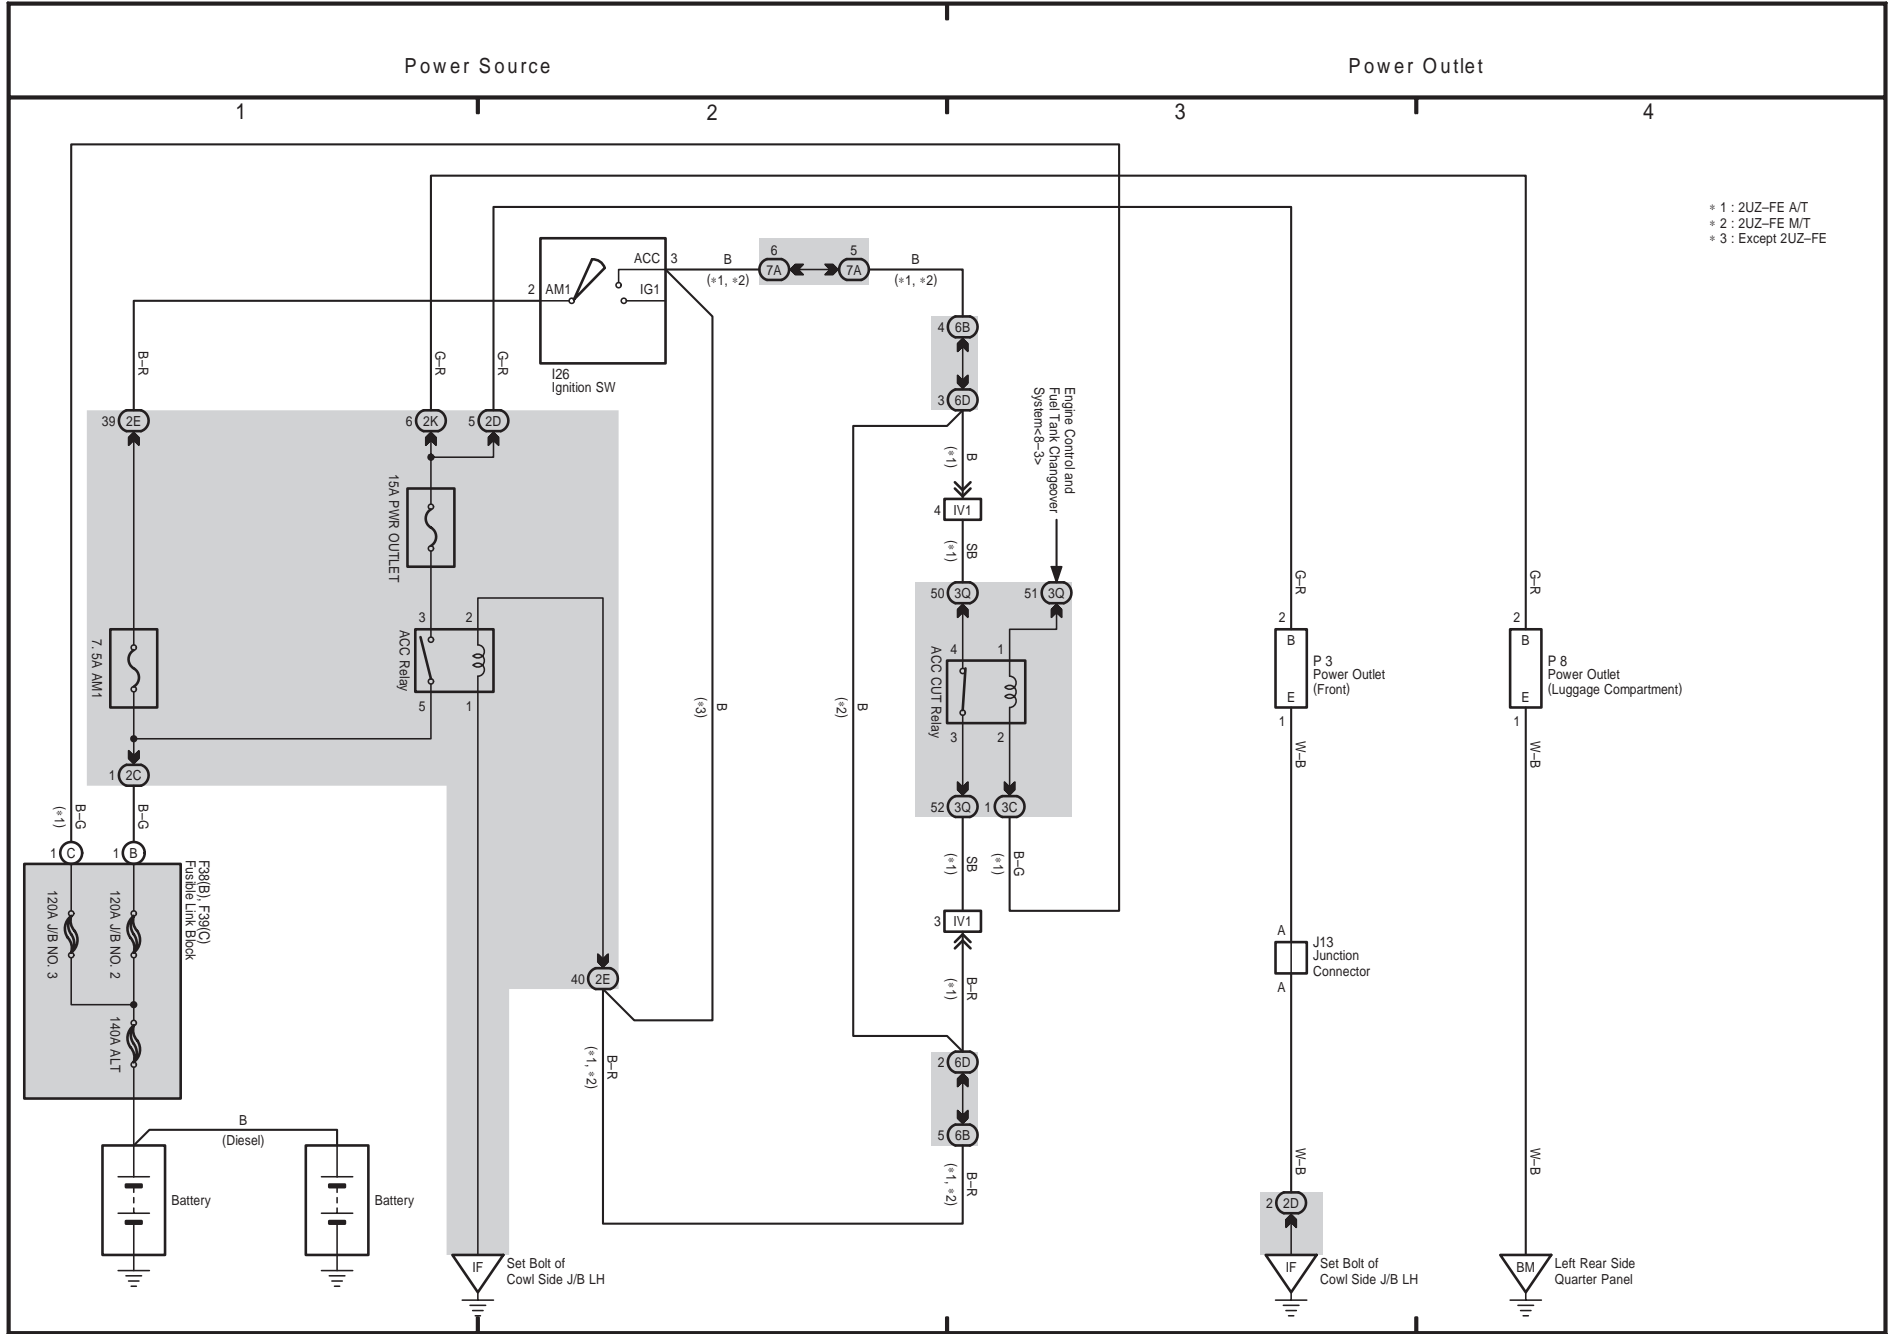 Power Source
Power Outlet
1
2
3
4
* 1 : 2UZ–FE A/T
* 2 : 2UZ–FE M/T
* 3 : Except 2UZ–FE
ACC
3
2
AM1
IG1
I26
Ignition SW
B
(*1, *2)
6
7A
5
7A
B
(*1, *2)
4
6B
3
6D
Engine Control and
Fuel Tank Changeover
System<8–3>
B–R
G–R
G–R
39
2E
6
2K
5
2D
B
(*1)
4
IV1
SB
(*1)
50
3Q
51
3Q
15A PWR OUTLET
3
2
ACC Relay
5
1
7. 5A AM1
1
2C
B
(*3)
B
(*2)
4
1
ACC CUT Relay
3
2
52
3Q
1
3C
G–R
2
B
E
1
P 3
Power Outlet
(Front)
W–B
G–R
2
B
E
1
P 8
Power Outlet
(Luggage Compartment)
W–B
B–G
(*1)
B–G
1
C
1
B
F38(B), F39(C)
Fusible Link Block
120A J/B NO. 3
120A J/B NO. 2
140A ALT
SB
(*1)
B–G
(*1)
3
IV1
B–R
(*1)
A
J13
Junction
Connector
A
40
2E
B–R
(*1, *2)
2
6D
5
6B
B–R
(*1, *2)
B
(Diesel)
Battery
Battery
W–B
W–B
2
2D
IF
Set Bolt of
Cowl Side J/B LH
IF
Set Bolt of
Cowl Side J/B LH
BM
Left Rear Side
Quarter Panel